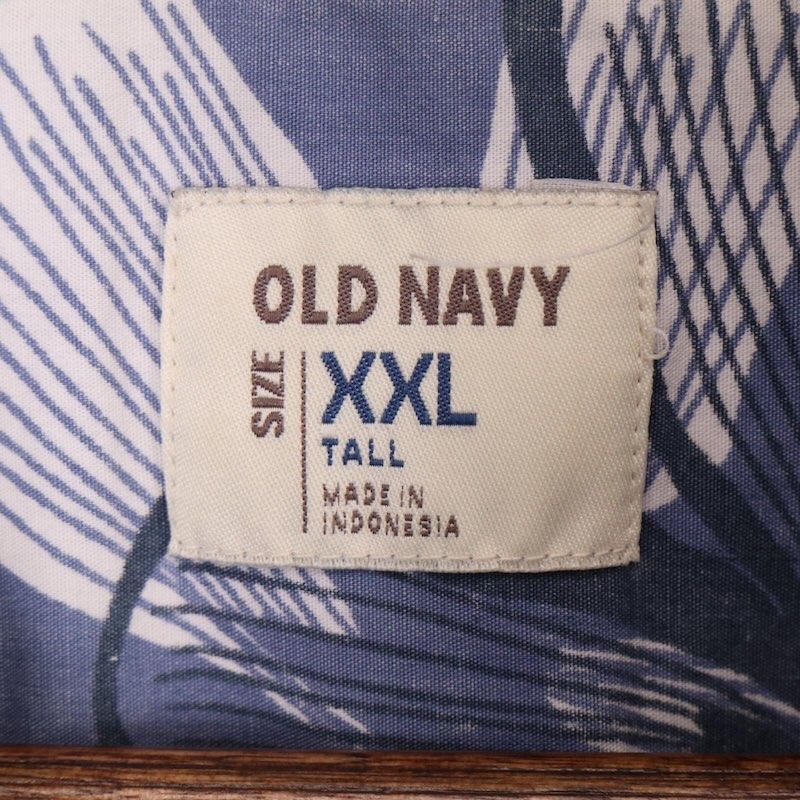 OLD NAVY
SIZE
XXL
TALL
MADE IN
INDONESIA